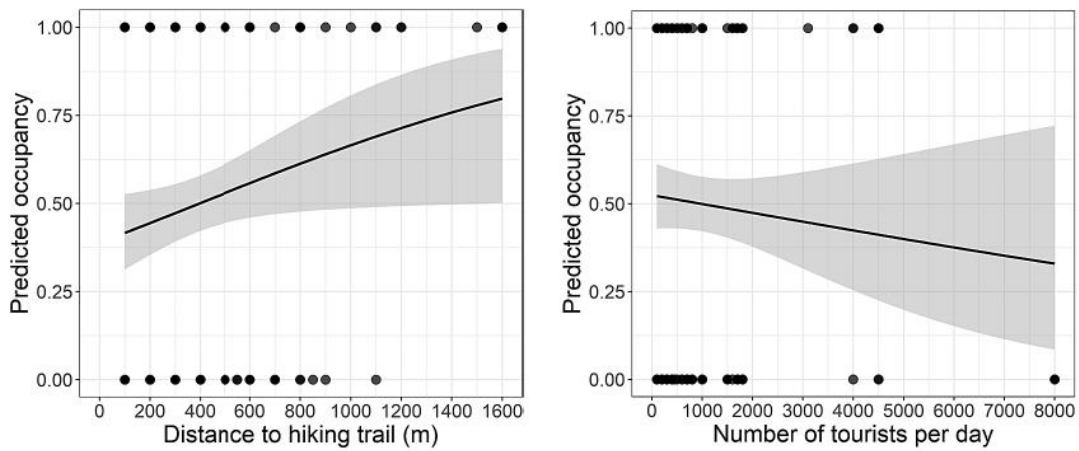 1.00
0.75
0.50
0.25
0.00
Predicted occupancy
0 200 400 600 800 1000 1200 1400 1600
Distance to hiking trail (m)
1.00
0.75
0.50
0.25
0.00
Predicted occupancy
0 1000 2000 3000 4000 5000 6000 7000 8000
Number of tourists per day